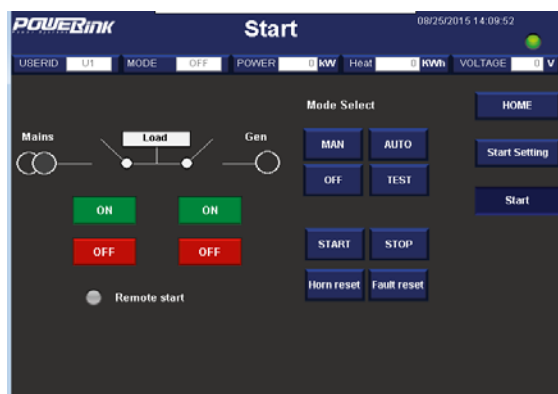 POWERINK
Start
08/25/2015 14:09:52
USERID U1 MODE OFF POWER 0 kW Heat 0 KWh VOLTAGE 0 V
Mode Select
HOME
Mains Load Gen
MAN AUTO
Start Setting
OFF TEST
ON ON
Start
OFF OFF
START STOP
Remote start
Horn reset Fault reset